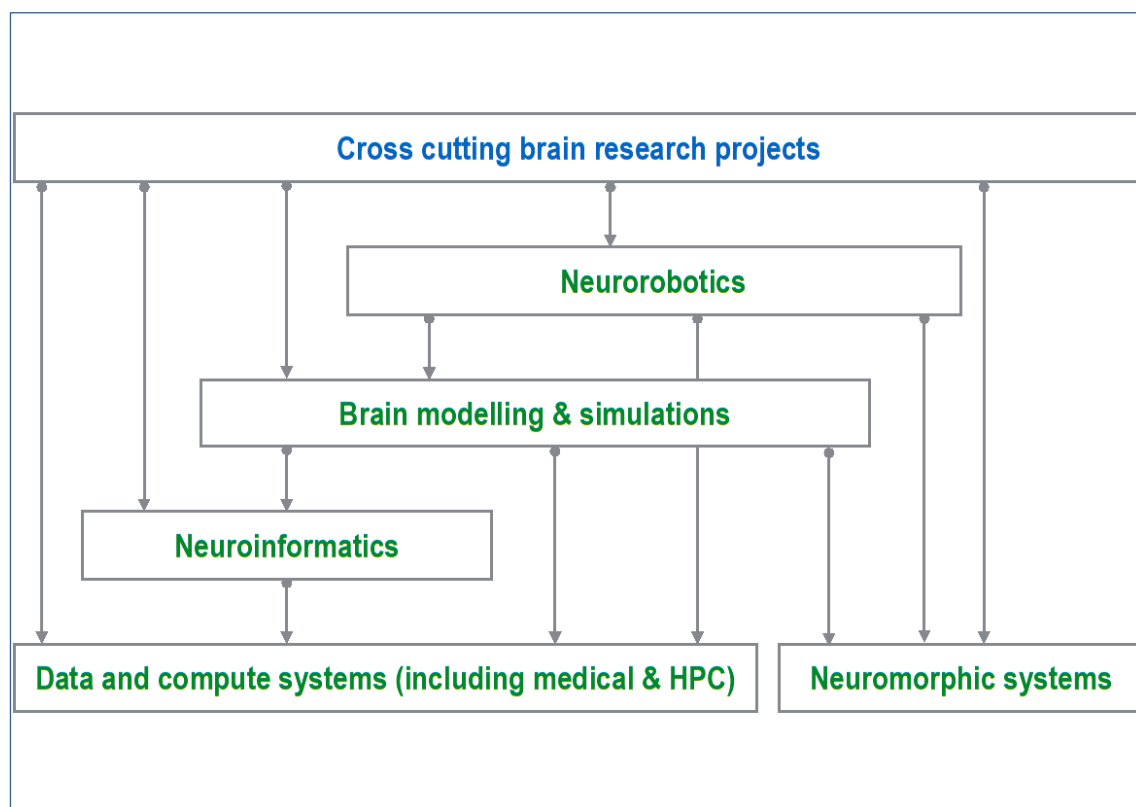 Cross cutting brain research projects
Neurorobotics
Brain modelling & simulations
Neuroinformatics
Data and compute systems (including medical & HPC)
Neuromorphic systems